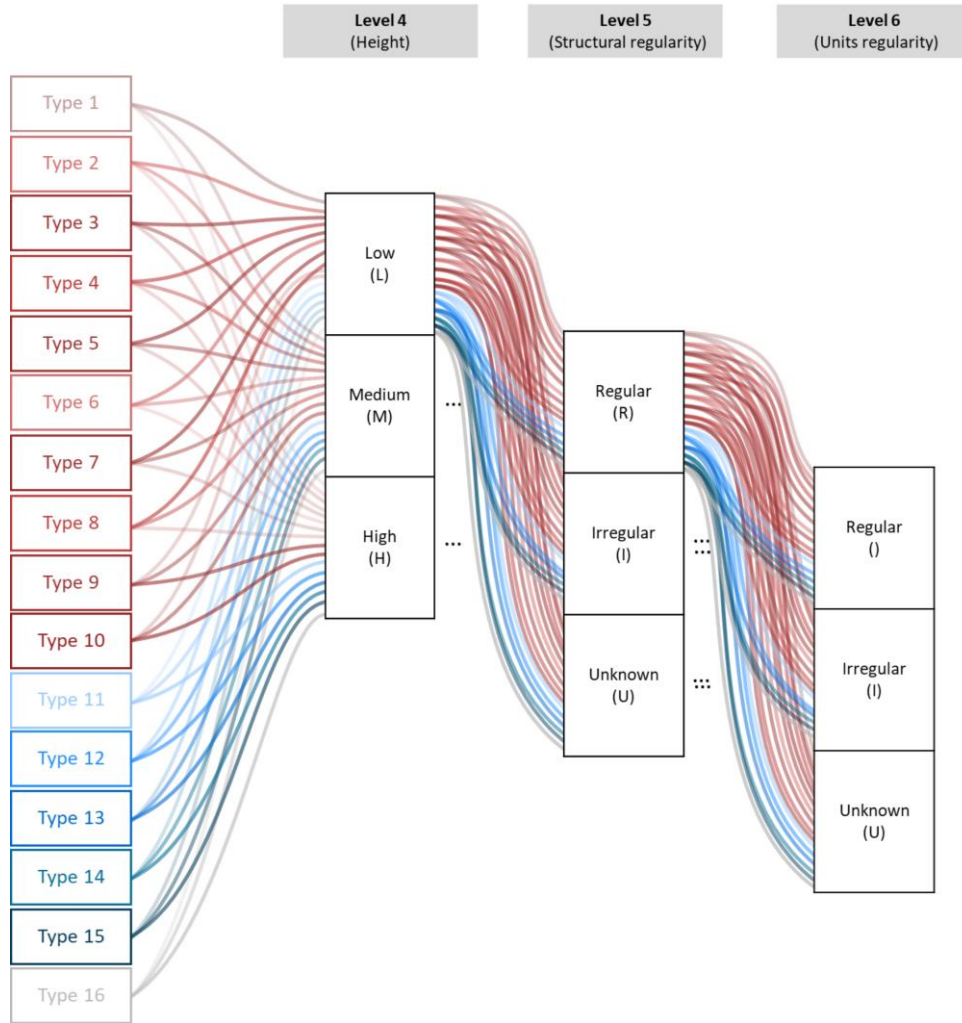 Level 4
(Height)
Level 5
(Structural regularity)
Level 6
(Units regularity)
Type 1
Type 2
Type 3
Type 4
Type 5
Type 6
Type 7
Type 8
Type 9
Type 10
Type 11
Type 12
Type 13
Type 14
Type 15
Type 16
Low
(L)
Medium
(M)
...
High
(H)
...
Regular
(R)
Irregular
(I)
:::
Unknown
(U)
:::
Regular
()
Irregular
(I)
Unknown
(U)